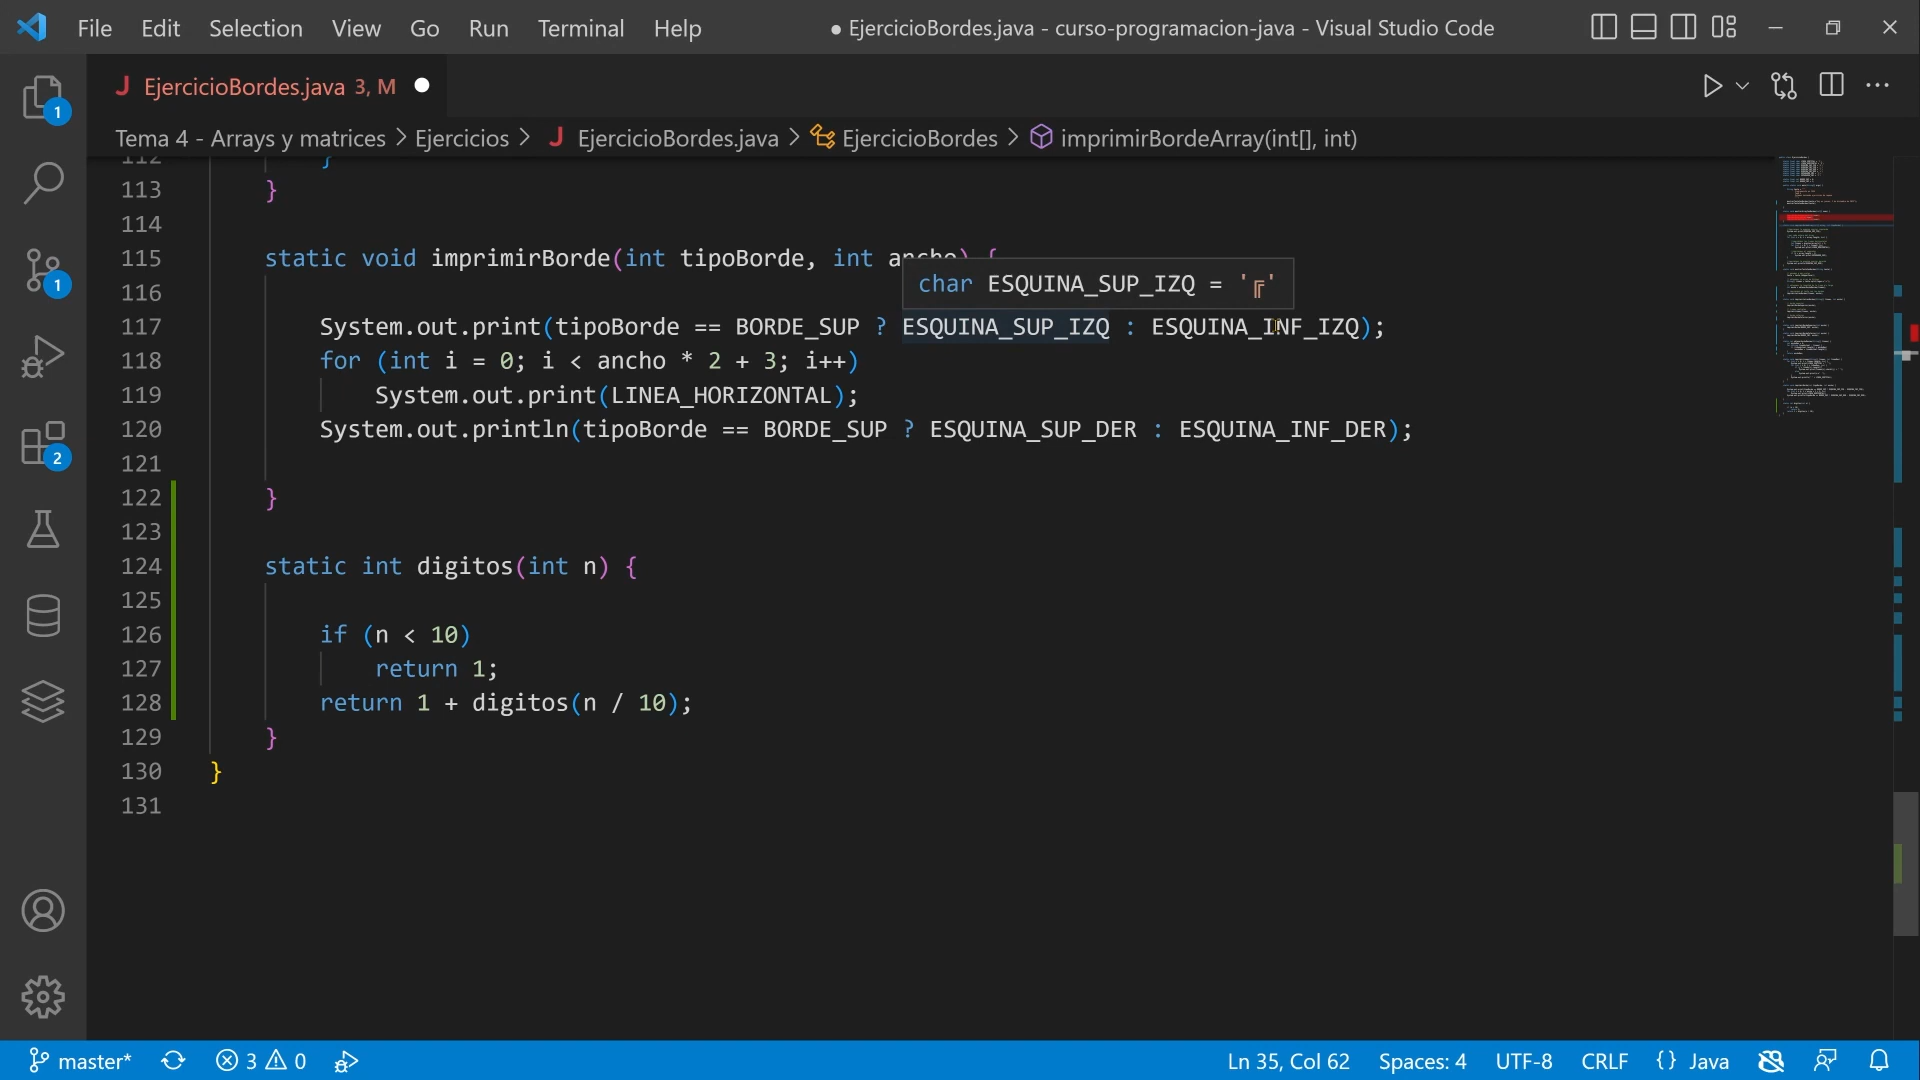 File Edit Selection View Go Run Terminal Help ● EjercicioBordes.java - curso-programacion-java - Visual Studio Code
EjercicioBordes.java 3, M
Tema 4 - Arrays y matrices > Ejercicios > EjercicioBordes.java > EjercicioBordes > imprimirBordeArray(int[], int)
112 }
113 }
114
115 static void imprimirBorde(int tipoBorde, int ancho) {
char ESQUINA_SUP_IZQ = '╔'
116
117 System.out.print(tipoBorde == BORDE_SUP ? ESQUINA_SUP_IZQ : ESQUINA_INF_IZQ);
118 for (int i = 0; i < ancho * 2 + 3; i++)
119 System.out.print(LINEA_HORIZONTAL);
120 System.out.println(tipoBorde == BORDE_SUP ? ESQUINA_SUP_DER : ESQUINA_INF_DER);
121
122 }
123
124 static int digitos(int n) {
125
126 if (n < 10)
127 return 1;
128 return 1 + digitos(n / 10);
129 }
130 }
131
1
1
2
master* 3 0 Ln 35, Col 62 Spaces: 4 UTF-8 CRLF {} Java